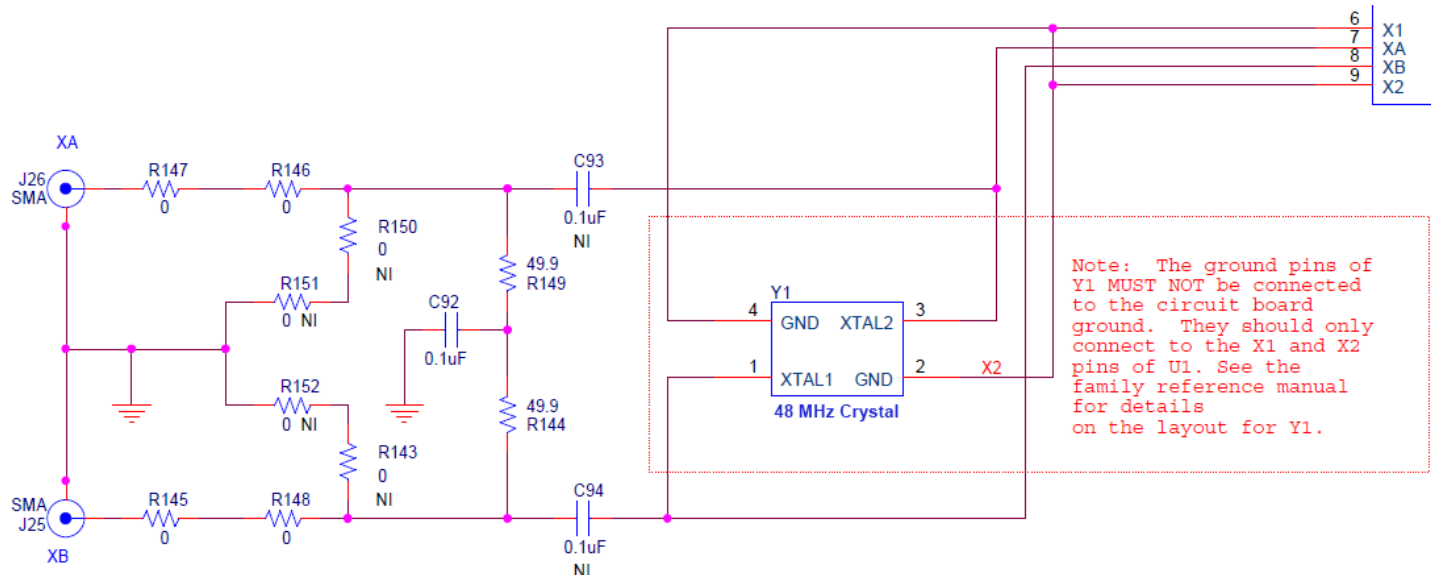 6
X1
7
XA
8
XB
9
X2
XA
J26
SMA
R147
0
R146
0
C93
0.1uF
NI
R150
0
NI
R151
0 NI
49.9
R149
C92
0.1uF
R152
0 NI
R143
0
NI
49.9
R144
Y1
4
GND
XTAL2
3
1
XTAL1
GND
2
X2
48 MHz Crystal
Note: The ground pins of
Y1 MUST NOT be connected
to the circuit board
ground. They should only
connect to the X1 and X2
pins of U1. See the
family reference manual
for details
on the layout for Y1.
SMA
J25
XB
R145
0
R148
0
C94
0.1uF
NI